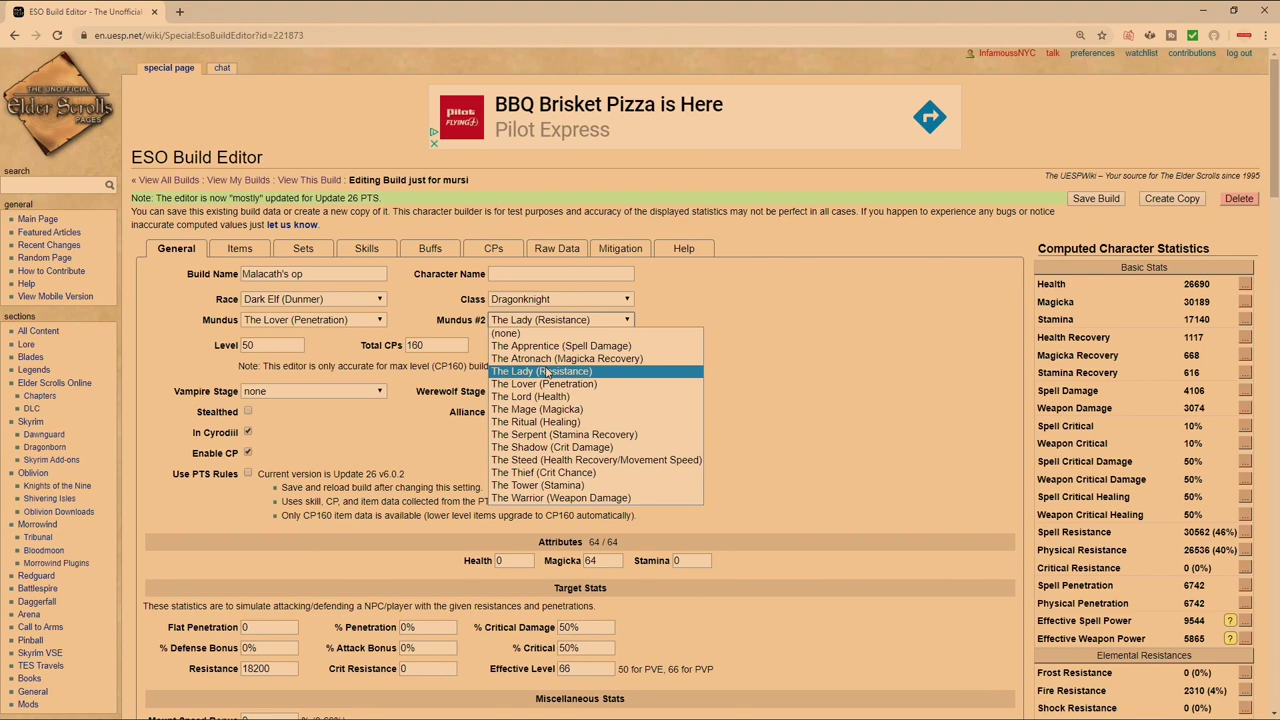 ESO Build Editor - The Unofficial
en.uesp.net/wiki/Special:EsoBuildEditor?id=221873
InfamoussNYC talk preferences watchlist contributions log out
special page chat
THE UNOFFICIAL
Elder Scrolls
PAGES
PILOT
FLYING J
BBQ Brisket Pizza is Here
Pilot Express
ESO Build Editor
The UESPWiki – Your source for The Elder Scrolls since 1995
« View All Builds : View My Builds : View This Build : Editing Build just for mursi
Note: The editor is now "mostly" updated for Update 26 PTS.
Save Build Create Copy Delete
You can save this existing build data or create a new copy of it. This character builder is for test purposes and accuracy of the displayed statistics may not be perfect in all cases. If you happen to experience any bugs or notice
inaccurate computed values just let us know.
search
general
Main Page
Featured Articles
Recent Changes
Random Page
How to Contribute
Help
View Mobile Version
sections
All Content
Lore
Blades
Legends
Elder Scrolls Online
Chapters
DLC
Skyrim
Dawnguard
Dragonborn
Skyrim Add-ons
Oblivion
Knights of the Nine
Shivering Isles
Oblivion Downloads
Morrowind
Tribunal
Bloodmoon
Morrowind Plugins
Redguard
Battlespire
Daggerfall
Arena
Call to Arms
Pinball
Skyrim VSE
TES Travels
Books
General
Mods
General Items Sets Skills Buffs CPs Raw Data Mitigation Help
Build Name Malacath's op Character Name
Race Dark Elf (Dunmer) Class Dragonknight
Mundus The Lover (Penetration) Mundus #2 The Lady (Resistance)
(none)
The Apprentice (Spell Damage)
The Atronach (Magicka Recovery)
The Lady (Resistance)
The Lover (Penetration)
The Lord (Health)
The Mage (Magicka)
The Ritual (Healing)
The Serpent (Stamina Recovery)
The Shadow (Crit Damage)
The Steed (Health Recovery/Movement Speed)
The Thief (Crit Chance)
The Tower (Stamina)
The Warrior (Weapon Damage)
Level 50 Total CPs 160
Note: This editor is only accurate for max level (CP160) build
Vampire Stage none Werewolf Stage
Stealthed Alliance
In Cyrodiil
Enable CP
Use PTS Rules Current version is Update 26 v6.0.2
Save and reload build after changing this setting.
Uses skill, CP, and item data collected from the PT
Only CP160 item data is available (lower level items upgrade to CP160 automatically).
Attributes 64 / 64
Health 0 Magicka 64 Stamina 0
Target Stats
These statistics are to simulate attacking/defending a NPC/player with the given resistances and penetrations.
Flat Penetration 0 % Penetration 0% % Critical Damage 50%
% Defense Bonus 0% % Attack Bonus 0% % Critical 50%
Resistance 18200 Crit Resistance 0 Effective Level 66 50 for PVE, 66 for PVP
Miscellaneous Stats
Computed Character Statistics
Basic Stats
Health 26690 ...
Magicka 30189 ...
Stamina 17140 ...
Health Recovery 1117 ...
Magicka Recovery 668 ...
Stamina Recovery 616 ...
Spell Damage 4106 ...
Weapon Damage 3074 ...
Spell Critical 10% ...
Weapon Critical 10% ...
Spell Critical Damage 50% ...
Weapon Critical Damage 50% ...
Spell Critical Healing 50% ...
Weapon Critical Healing 50% ...
Spell Resistance 30562 (46%) ...
Physical Resistance 26536 (40%) ...
Critical Resistance 0 (0%) ...
Spell Penetration 6742 ...
Physical Penetration 6742 ...
Effective Spell Power 9544 ? ...
Effective Weapon Power 5865 ? ...
Elemental Resistances
Frost Resistance 0 (0%) ...
Fire Resistance 2310 (4%) ...
Shock Resistance 0 (0%) ...